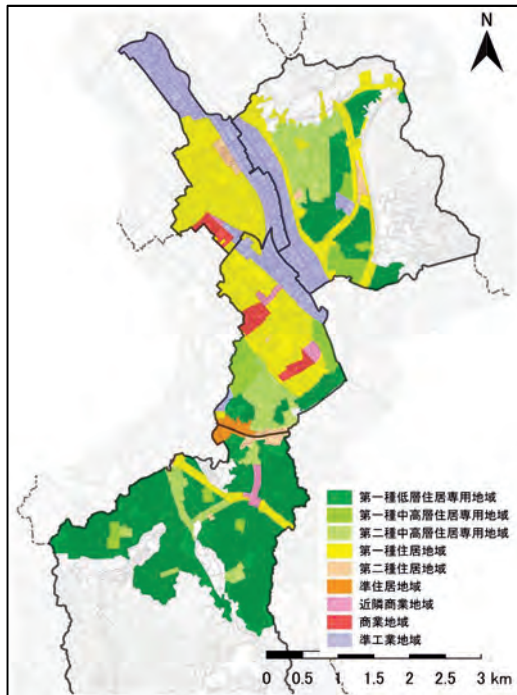 N
第一種低層住居専用地域
第一種中高層住居専用地域
第二種中高層住居専用地域
第一種住居地域
第二種住居地域
準住居地域
近隣商業地域
商業地域
準工業地域
0 0.5 1 1.5 2 2.5 3 km